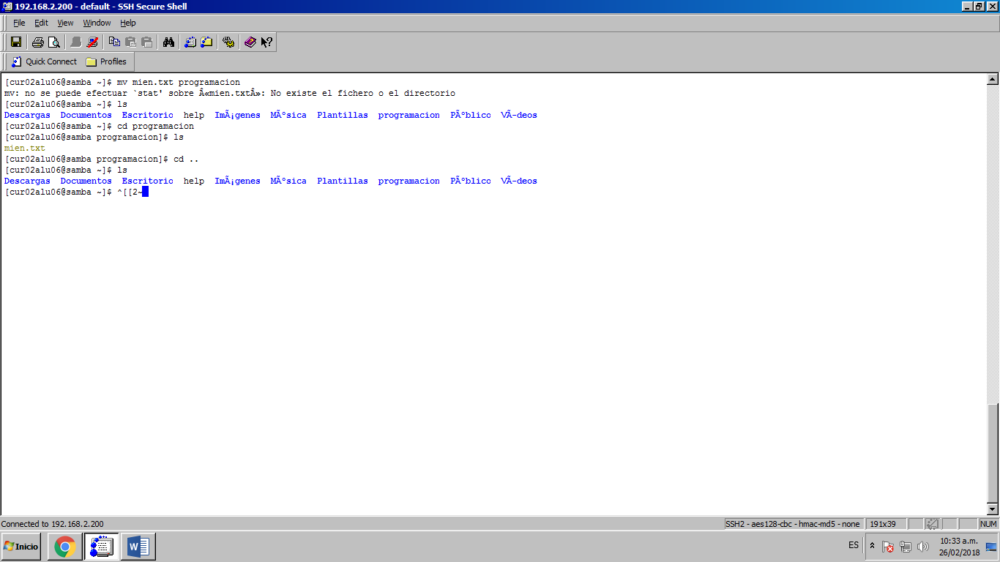 192.168.2.200 - default - SSH Secure Shell
File Edit View Window Help
Quick Connect Profiles
[cur02alu06@samba ~]$ mv mien.txt programacion
mv: no se puede efectuar `stat' sobre Â«mien.txtÂ»: No existe el fichero o el directorio
[cur02alu06@samba ~]$ ls
Descargas Documentos Escritorio help ImÃ¡genes MÃºsica Plantillas programacion PÃºblico VÃ-deos
[cur02alu06@samba ~]$ cd programacion
[cur02alu06@samba programacion]$ ls
mien.txt
[cur02alu06@samba programacion]$ cd ..
[cur02alu06@samba ~]$ ls
Descargas Documentos Escritorio help ImÃ¡genes MÃºsica Plantillas programacion PÃºblico VÃ-deos
[cur02alu06@samba ~]$ ^[[2~
Connected to 192.168.2.200 SSH2 - aes128-cbc - hmac-md5 - none 191x39 NUM
Inicio ES 10:33 a.m.
26/02/2018